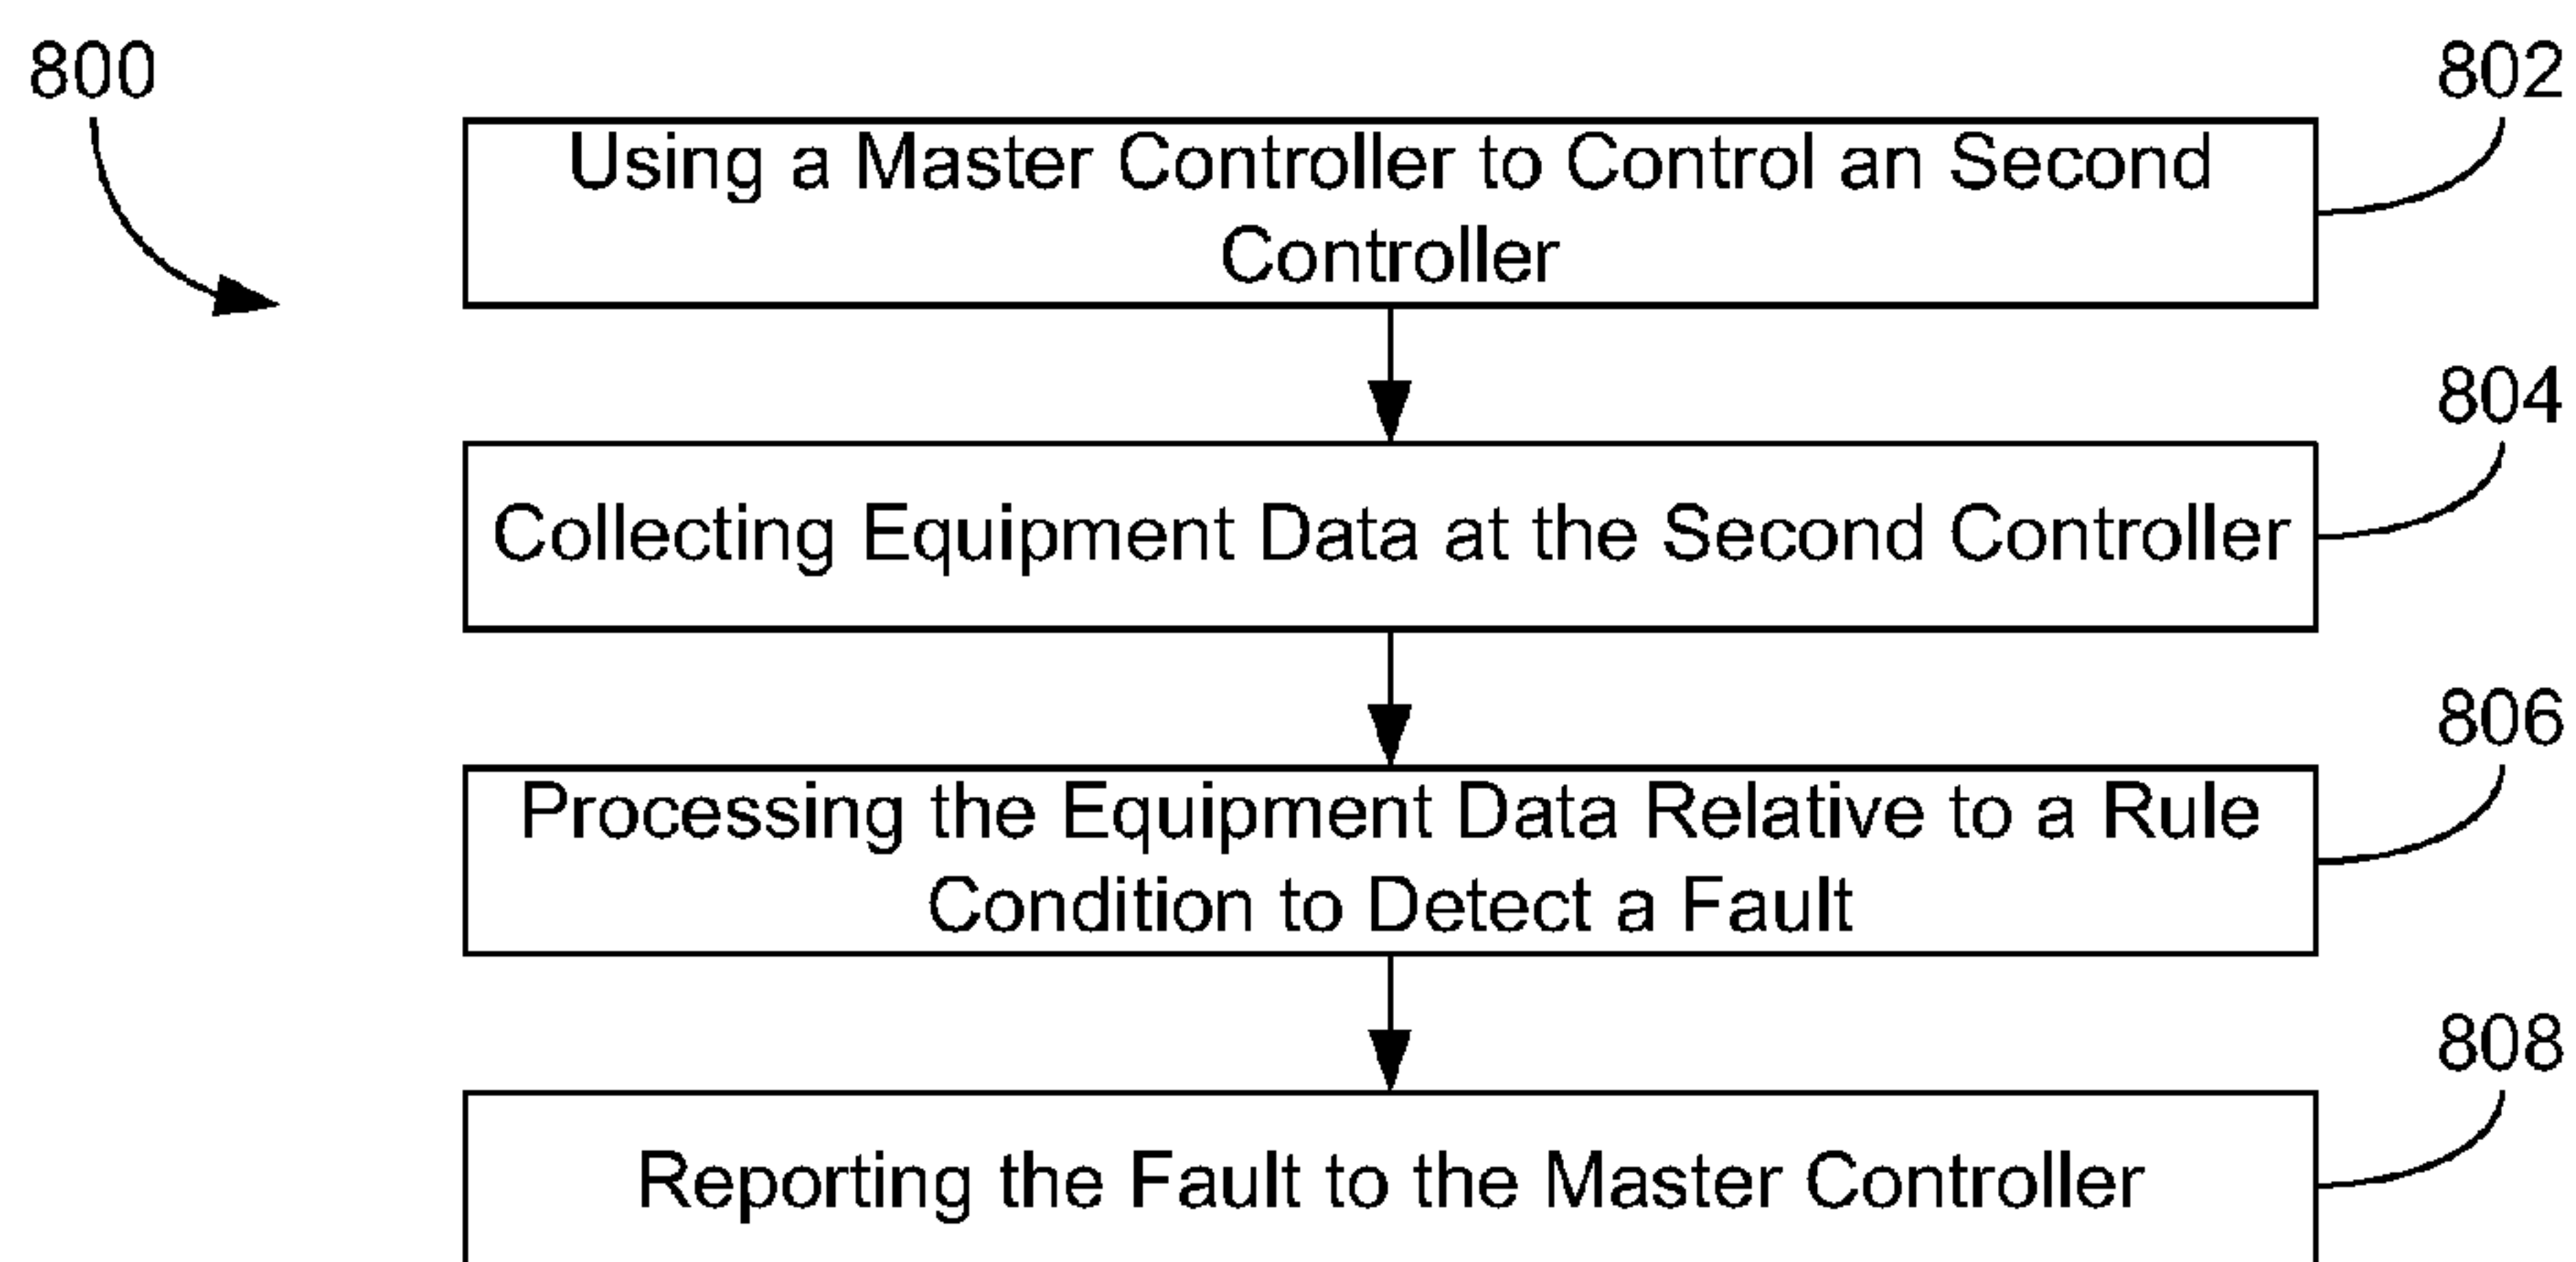 800
802
Using a Master Controller to Control an Second
Controller
804
Collecting Equipment Data at the Second Controller
806
Processing the Equipment Data Relative to a Rule
Condition to Detect a Fault
808
Reporting the Fault to the Master Controller